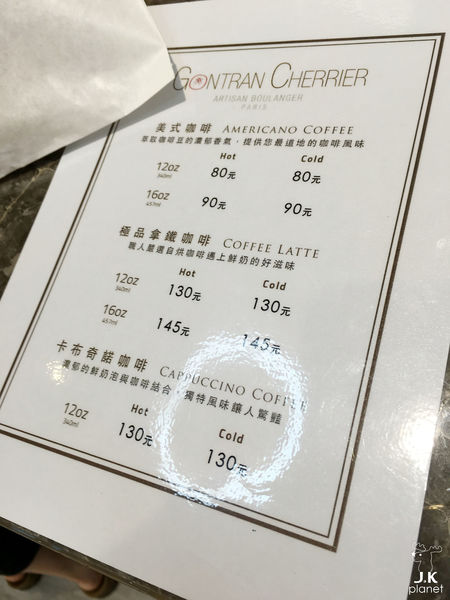 GONTRAN CHERRIER
ARTISAN BOULANGER
PARIS
美式咖啡 AMERICANO COFFEE
萃取咖啡豆的濃郁香氣，提供您最道地的咖啡風味
Hot Cold
12oz 80元 80元
340ml
16oz 90元 90元
457ml
極品拿鐵咖啡 COFFEE LATTE
職人嚴選自烘咖啡遇上鮮奶的好滋味
Hot Cold
12oz 130元 130元
340ml
16oz 145元 145元
457ml
卡布奇諾咖啡 CAPPUCCINO COFFEE
濃郁的鮮奶泡與咖啡結合，獨特風味讓人驚豔
Hot Cold
12oz 130元 130元
340ml
J.K
planet